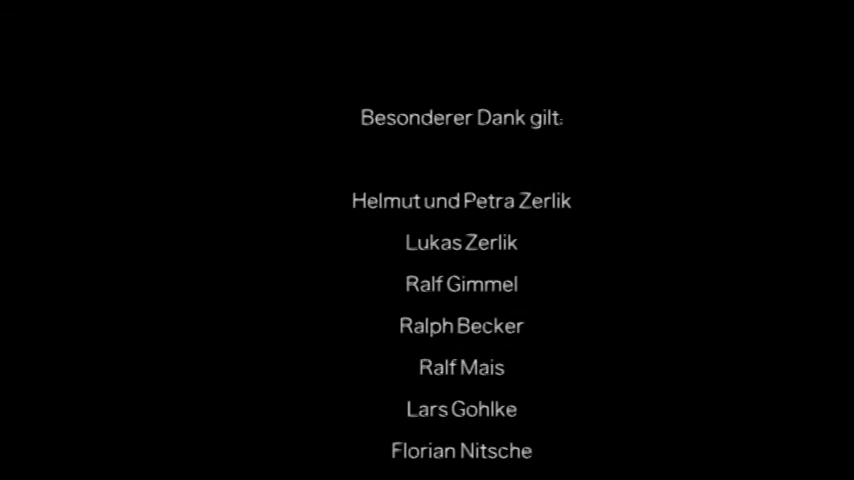 Besonderer Dank gilt:
Helmut und Petra Zerlik
Lukas Zerlik
Ralf Gimmel
Ralph Becker
Ralf Mais
Lars Gohlke
Florian Nitsche